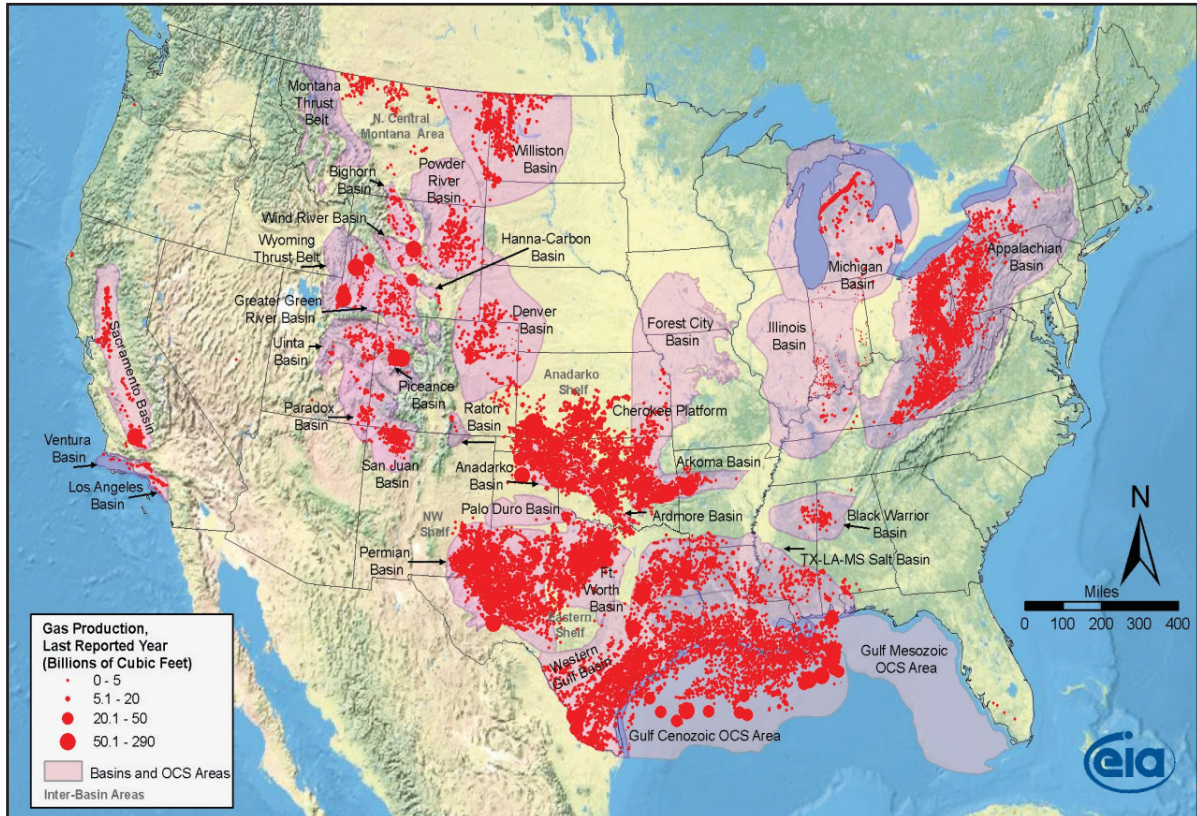 Montana
Thrust
Belt
N. Central
Montana Area
Williston
Basin
Bighorn
Basin
Powder
River
Basin
Wind River Basin
Wyoming
Thrust Belt
Hanna-Carbon
Basin
Greater Green
River Basin
Uinta
Basin
Piceance
Basin
Denver
Basin
Forest City
Basin
Illinois
Basin
Michigan
Basin
Appalachian
Basin
Sacramento Basin
Paradox
Basin
San Juan
Basin
Raton
Basin
Anadarko
Shelf
Cherokee Platform
Ventura
Basin
Los Angeles
Basin
Anadarko
Basin
Arkoma Basin
Palo Duro Basin
Ardmore Basin
Black Warrior
Basin
NW
Shelf
Permian
Basin
Ft.
Worth
Basin
TX-LA-MS Salt Basin
Eastern
Shelf
Western
Gulf Basin
Gulf Cenozoic OCS Area
Gulf Mesozoic
OCS Area
N
Miles
0 100 200 300 400
Gas Production,
Last Reported Year
(Billions of Cubic Feet)
0 - 5
5.1 - 20
20.1 - 50
50.1 - 290
Basins and OCS Areas
Inter-Basin Areas
eia